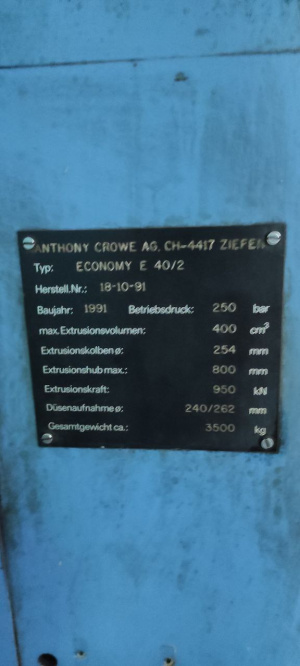 ANTHONY CROWE AG, CH-4417 ZIEFEN
Typ: ECONOMY E 40/2
Herstell.Nr.: 18-10-91
Baujahr: 1991 Betriebsdruck: 250 bar
max.Extrusionsvolumen: 400 cm³
Extrusionskolben ø: 254 mm
Extrusionshub max.: 800 mm
Extrusionskraft: 950 kN
Düsenaufnahme ø: 240/262 mm
Gesamtgewicht ca.: 3500 kg